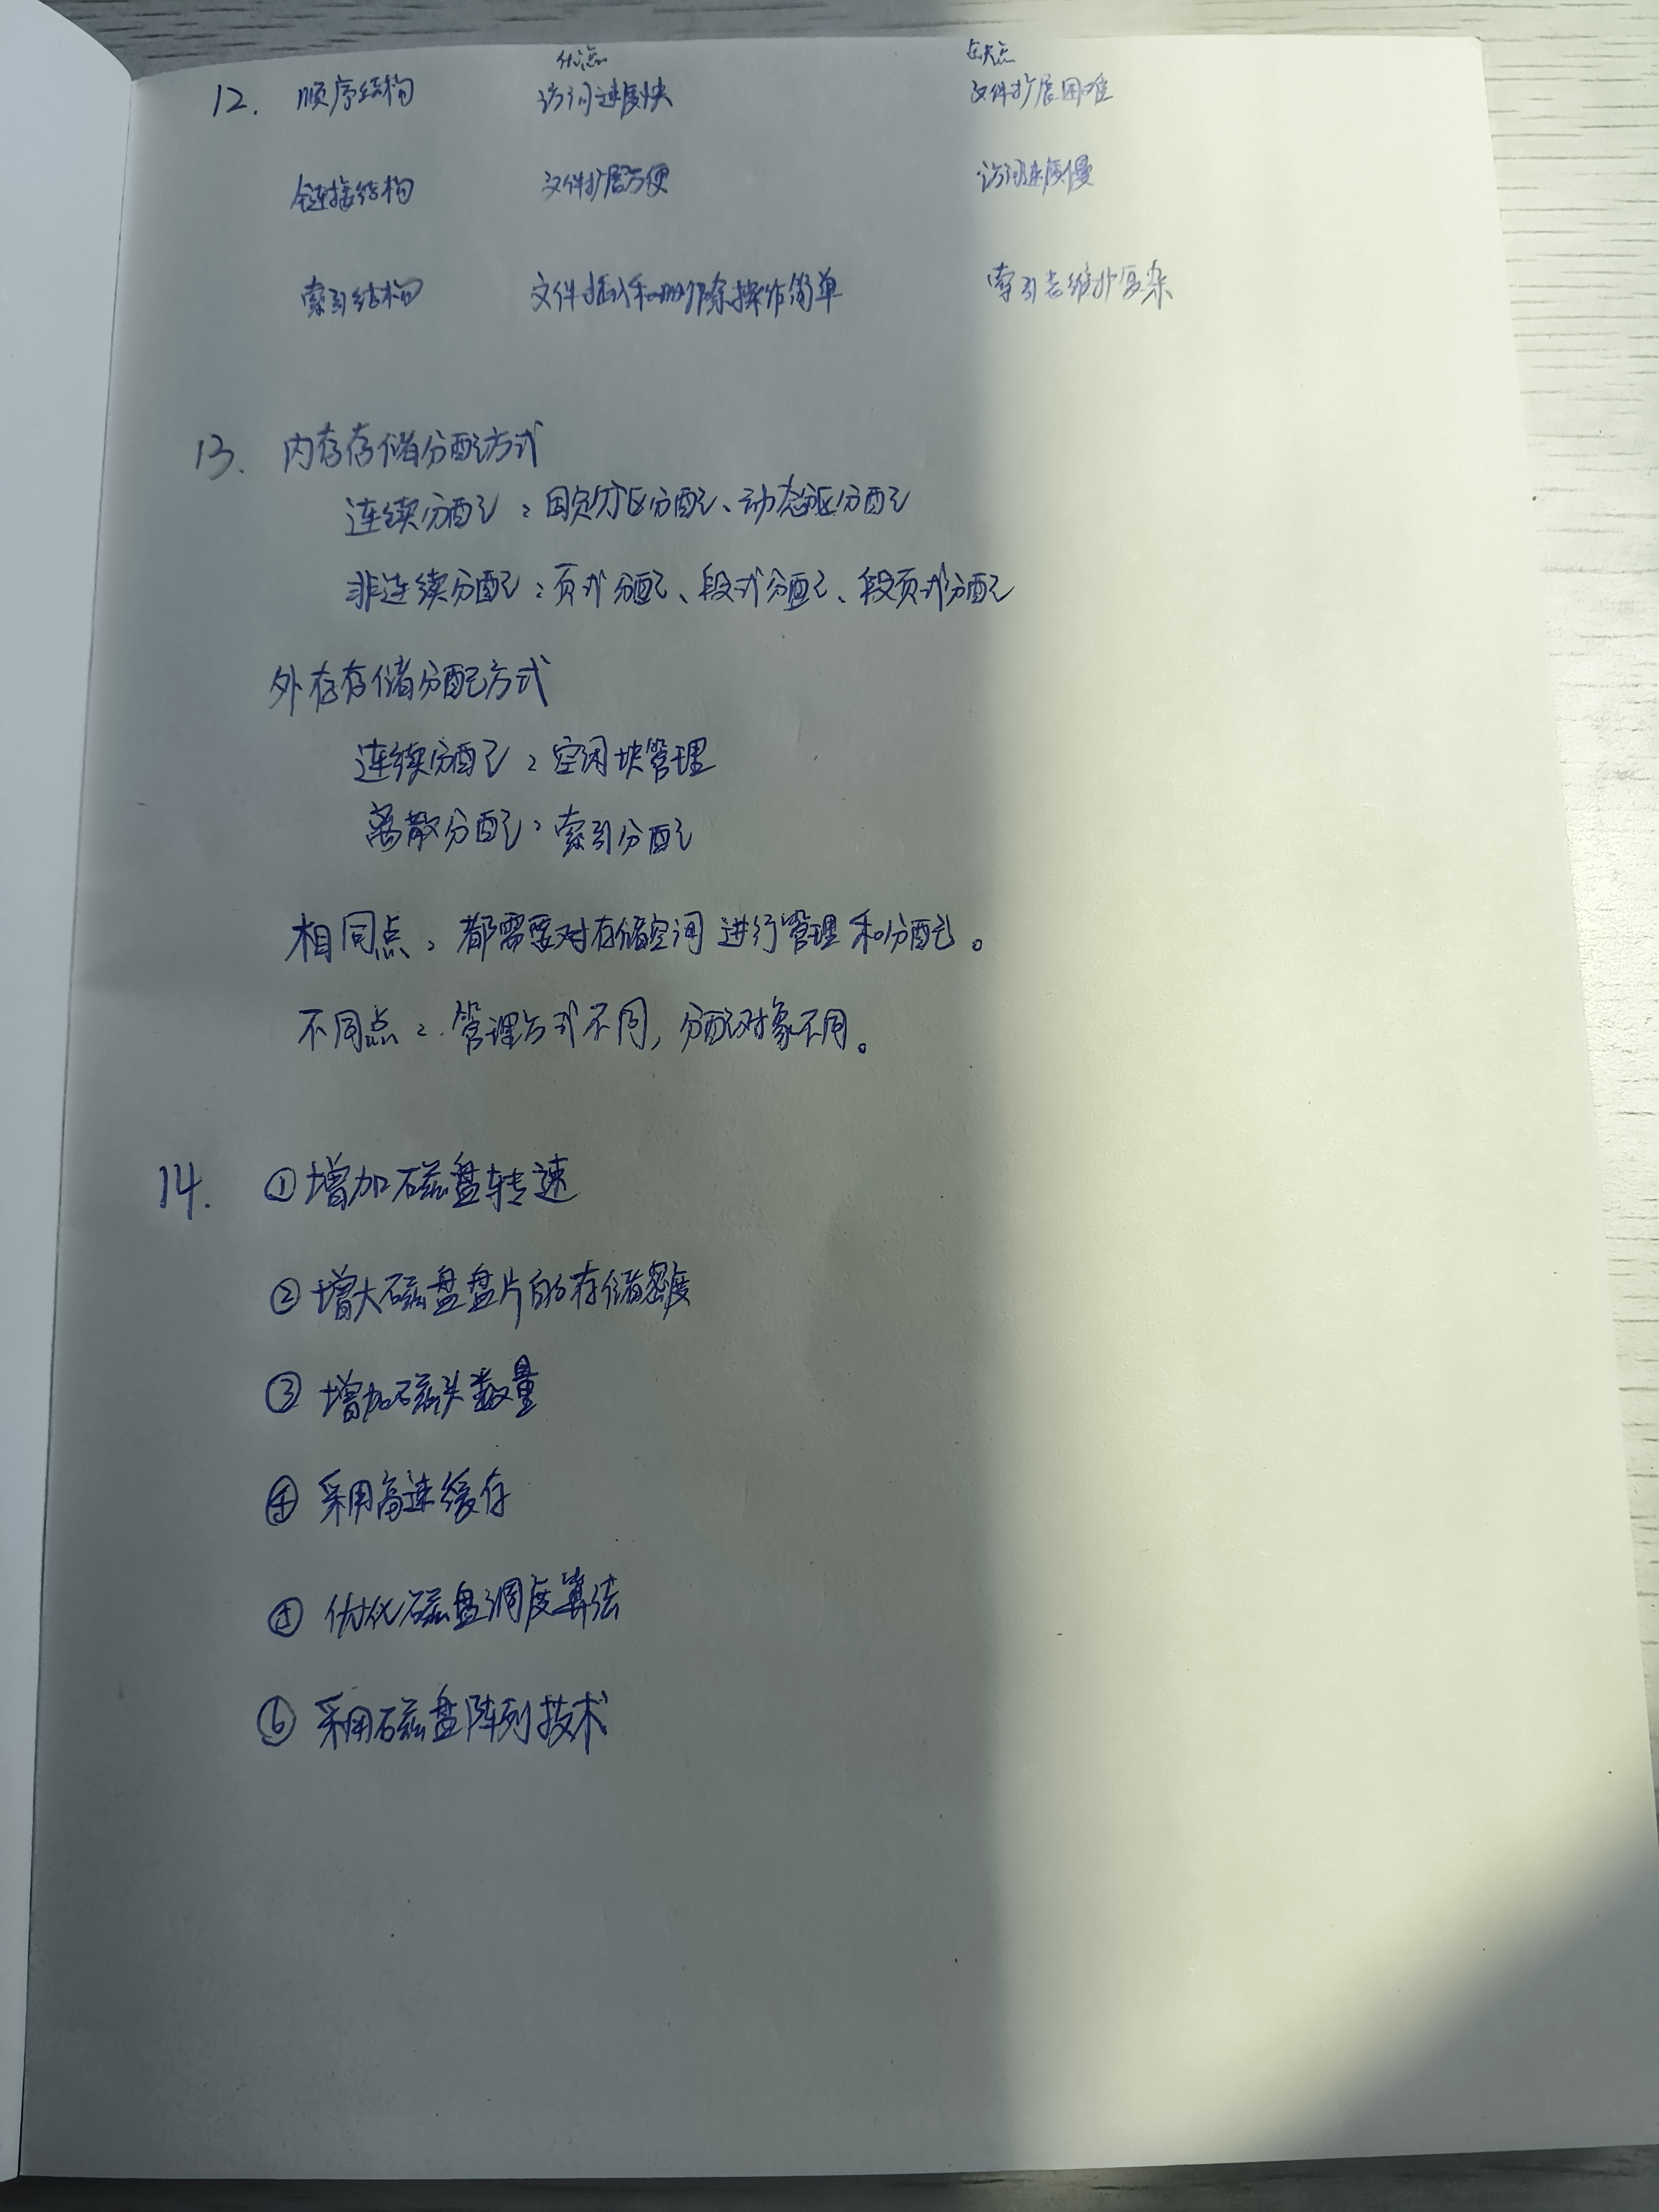 优点 缺点
12. 顺序结构 访问速度快 文件扩展困难
链接结构 文件扩展方便 访问速度慢
索引结构 文件插入和删除操作简单 索引表维护复杂
13. 内存存储分配方式
连续分配：固定分区分配、动态分区分配
非连续分配：页式分配、段式分配、段页式分配
外存存储分配方式
连续分配：空闲块管理
离散分配：索引分配
相同点：都需要对存储空间进行管理和分配。
不同点：管理方式不同，分配对象不同。
14. ①增加磁盘转速
②增大磁盘盘片的存储密度
③增加磁头数量
④采用高速缓存
⑤优化磁盘调度算法
⑥采用磁盘阵列技术